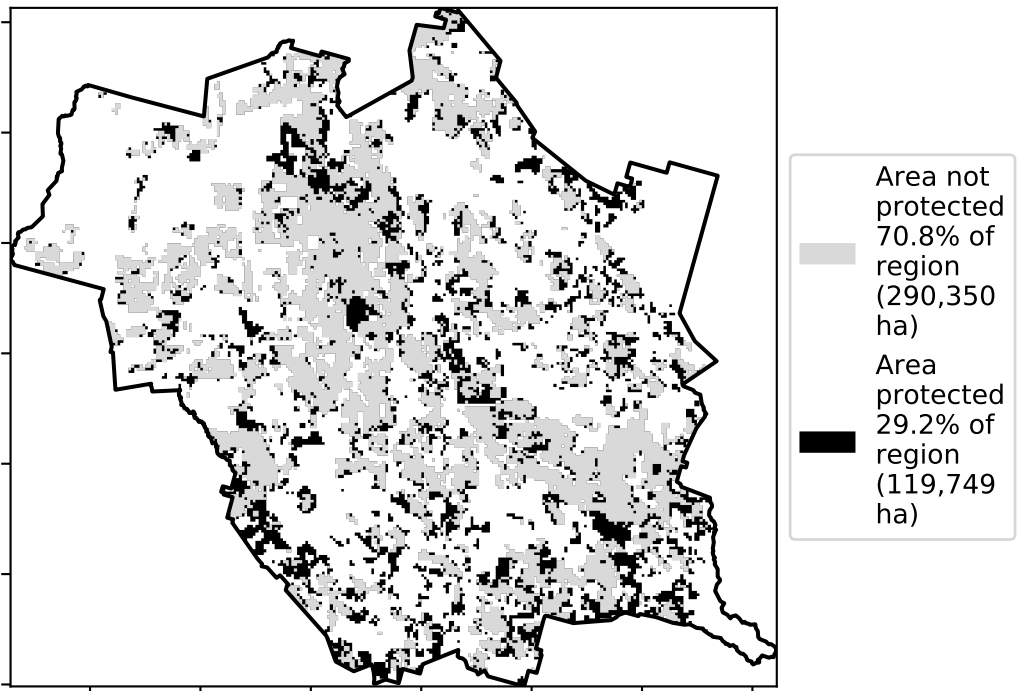 Area not
protected
70.8% of
region
(290,350
ha)
Area
protected
29.2% of
region
(119,749
ha)